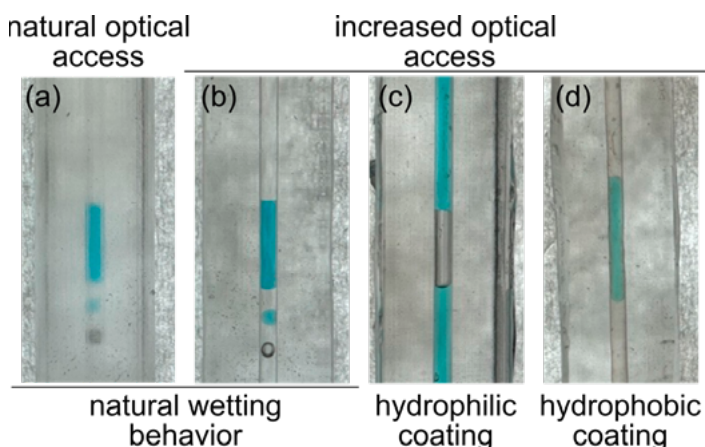 natural optical
access
increased optical
access
(a)
(b)
(c)
(d)
natural wetting
behavior
hydrophilic
coating
hydrophobic
coating